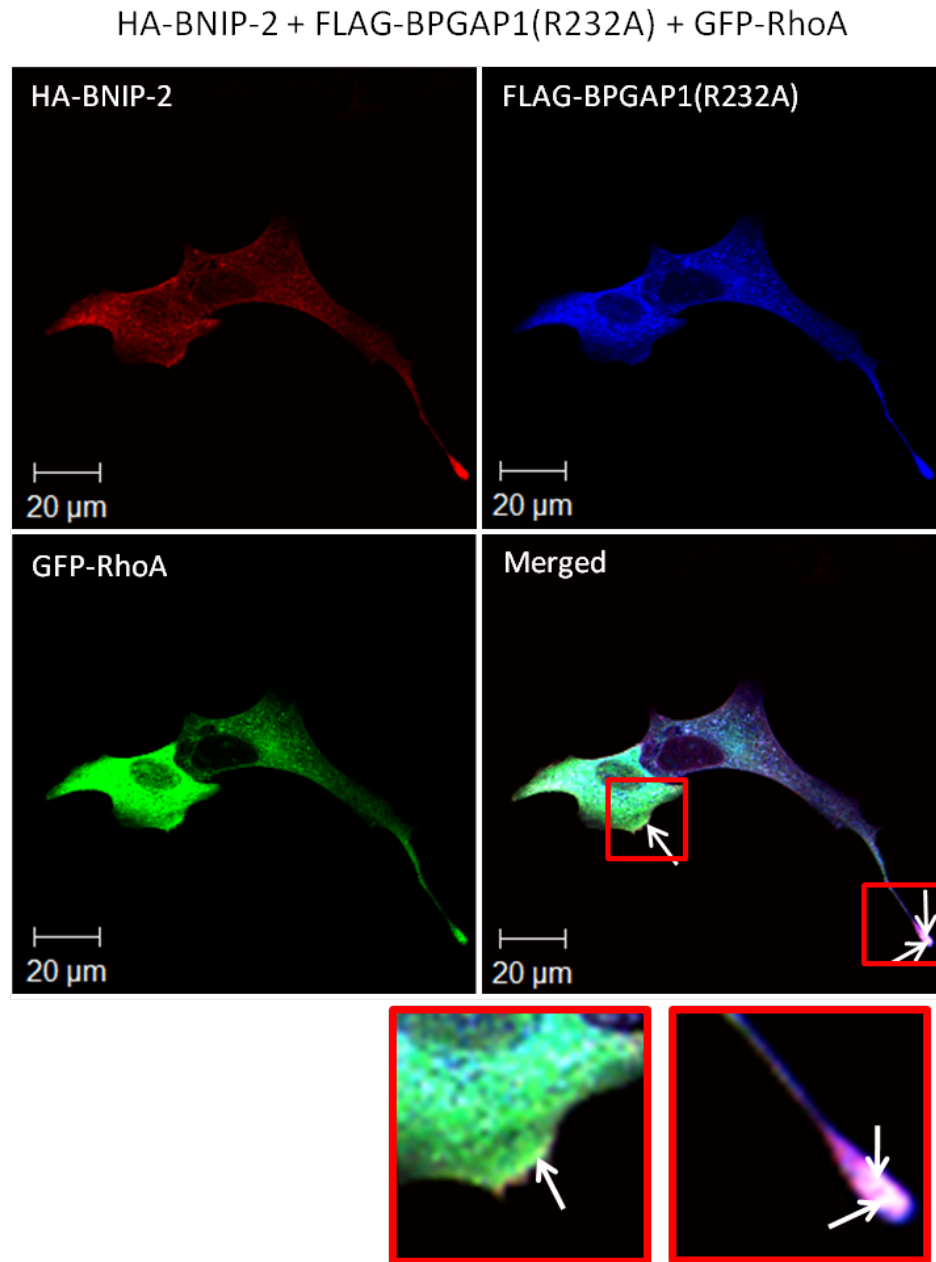 HA-BNIP-2 + FLAG-BPGAP1(R232A) + GFP-RhoA
HA-BNIP-2
FLAG-BPGAP1(R232A)
20 µm
20 µm
GFP-RhoA
Merged
20 µm
20 µm